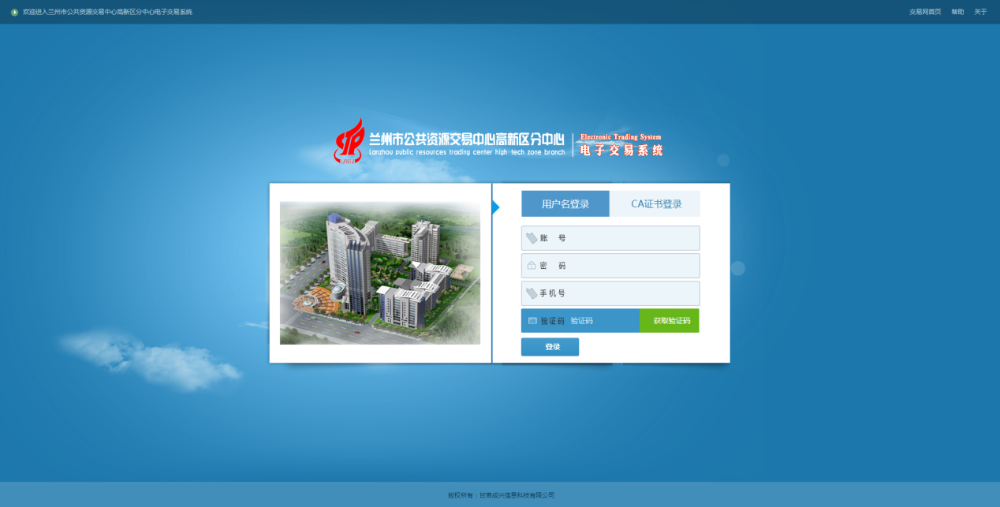 欢迎进入兰州市公共资源交易中心高新区分中心电子交易系统
交易网首页 帮助 关于
兰州市公共资源交易中心高新区分中心
Lanzhou public resources trading center high tech zone branch
Electronic Trading System
电子交易系统
LZHTZ
用户名登录 CA证书登录
账 号
密 码
手机号
验证码 验证码 获取验证码
登录
版权所有：甘肃成兴信息科技有限公司